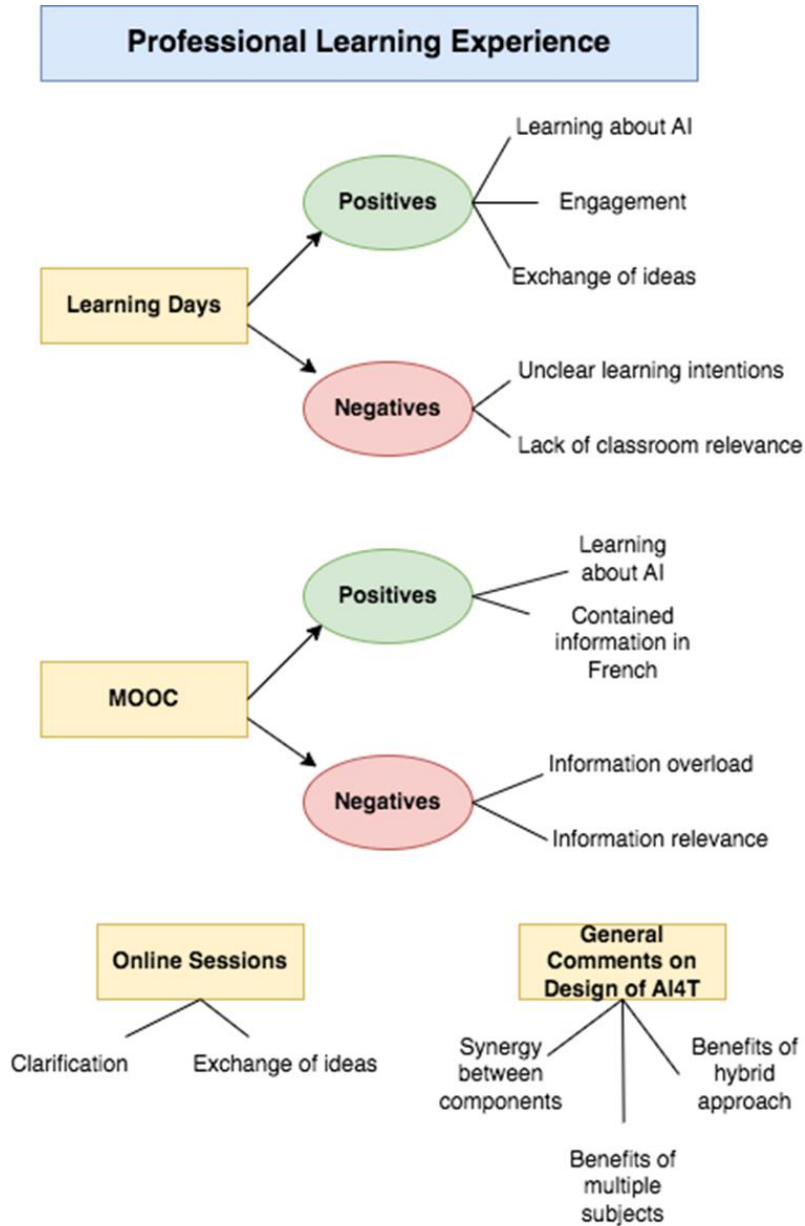 Professional Learning Experience
Learning about AI
Positives
Engagement
Exchange of ideas
Learning Days
Unclear learning intentions
Negatives
Lack of classroom relevance
Learning
about AI
Positives
Contained
information in
French
MOOC
Information overload
Negatives
Information relevance
Online Sessions
Clarification
Exchange of ideas
General
Comments on
Design of AI4T
Synergy
between
components
Benefits of
multiple
subjects
Benefits of
hybrid
approach